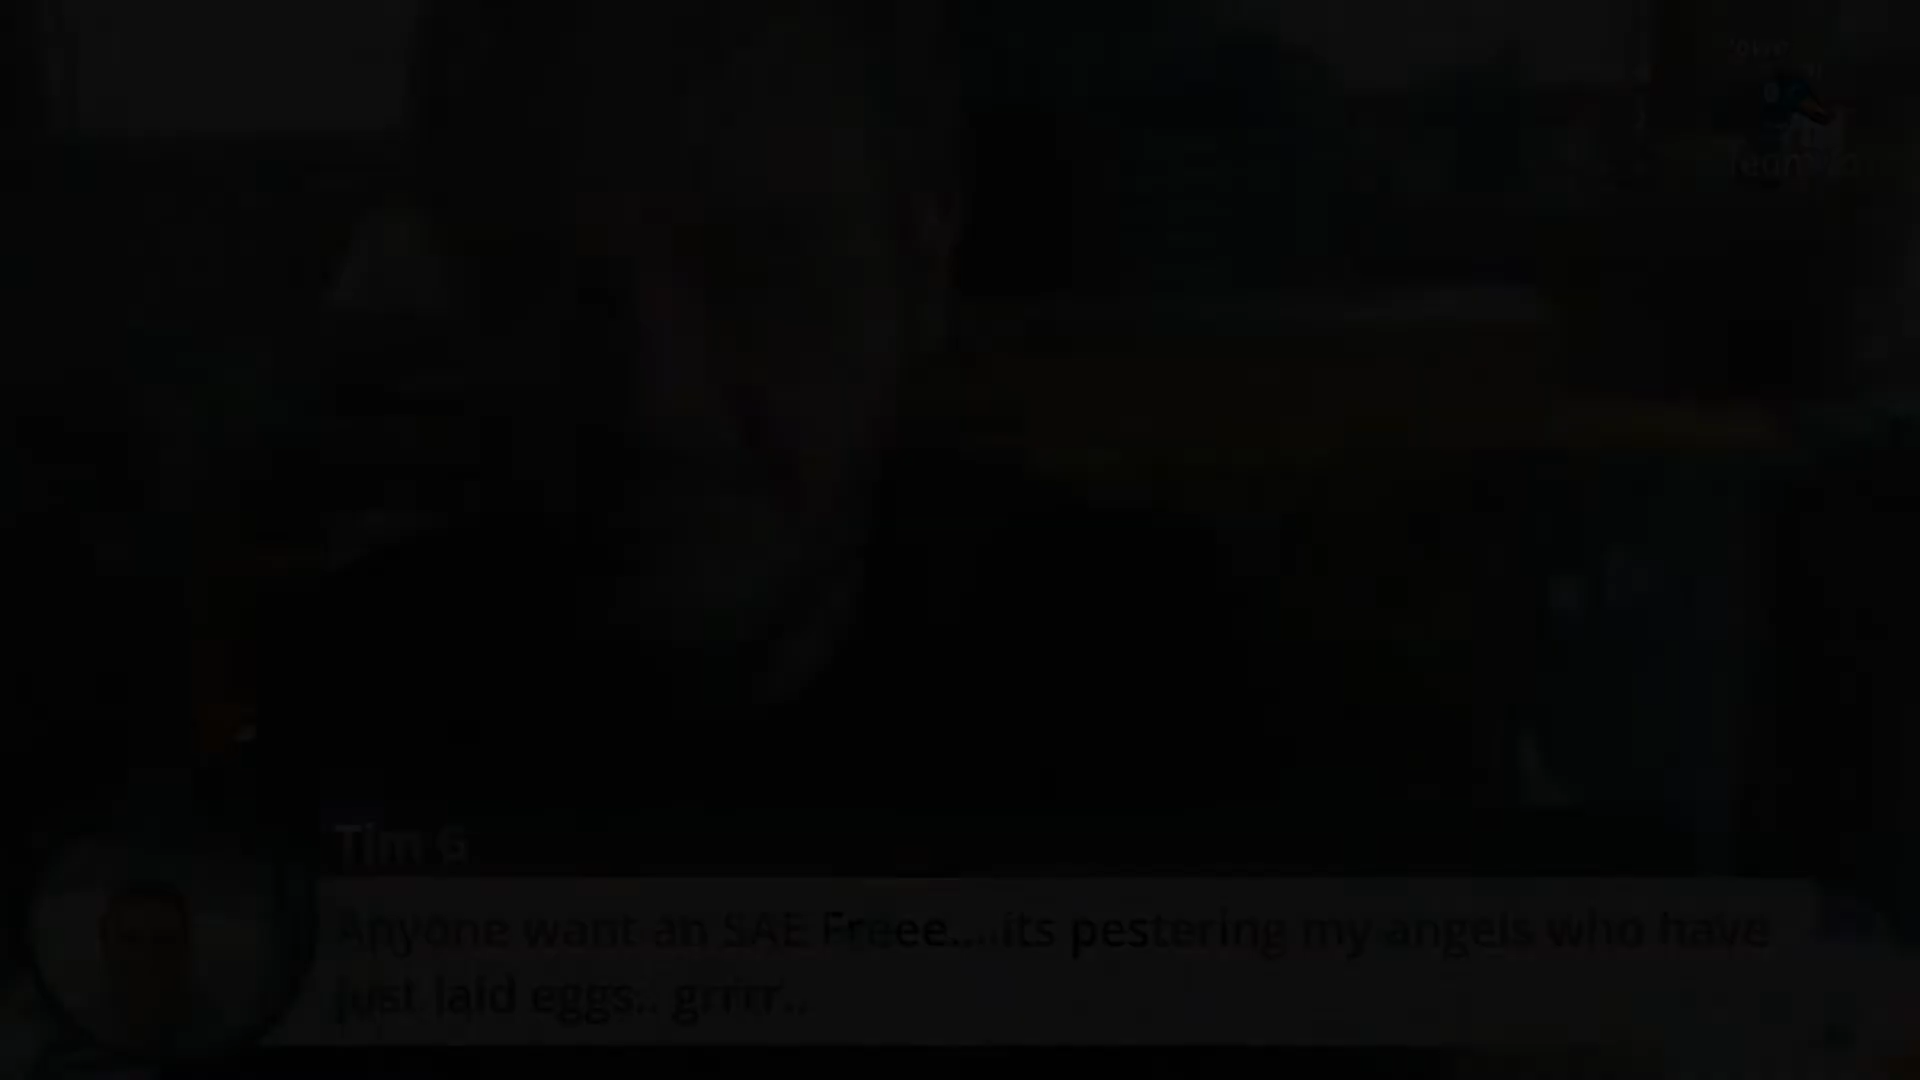 Tim G
Anyone want an SAE Freee... its pestering my angels who have
just laid eggs.. grrrr..